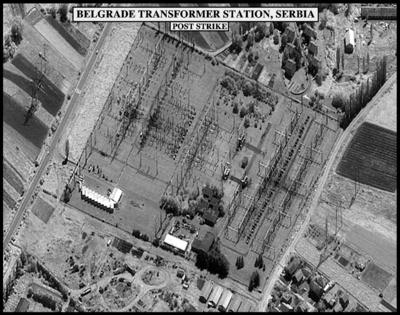 BELGRADE TRANSFORMER STATION, SERBIA
POST STRIKE